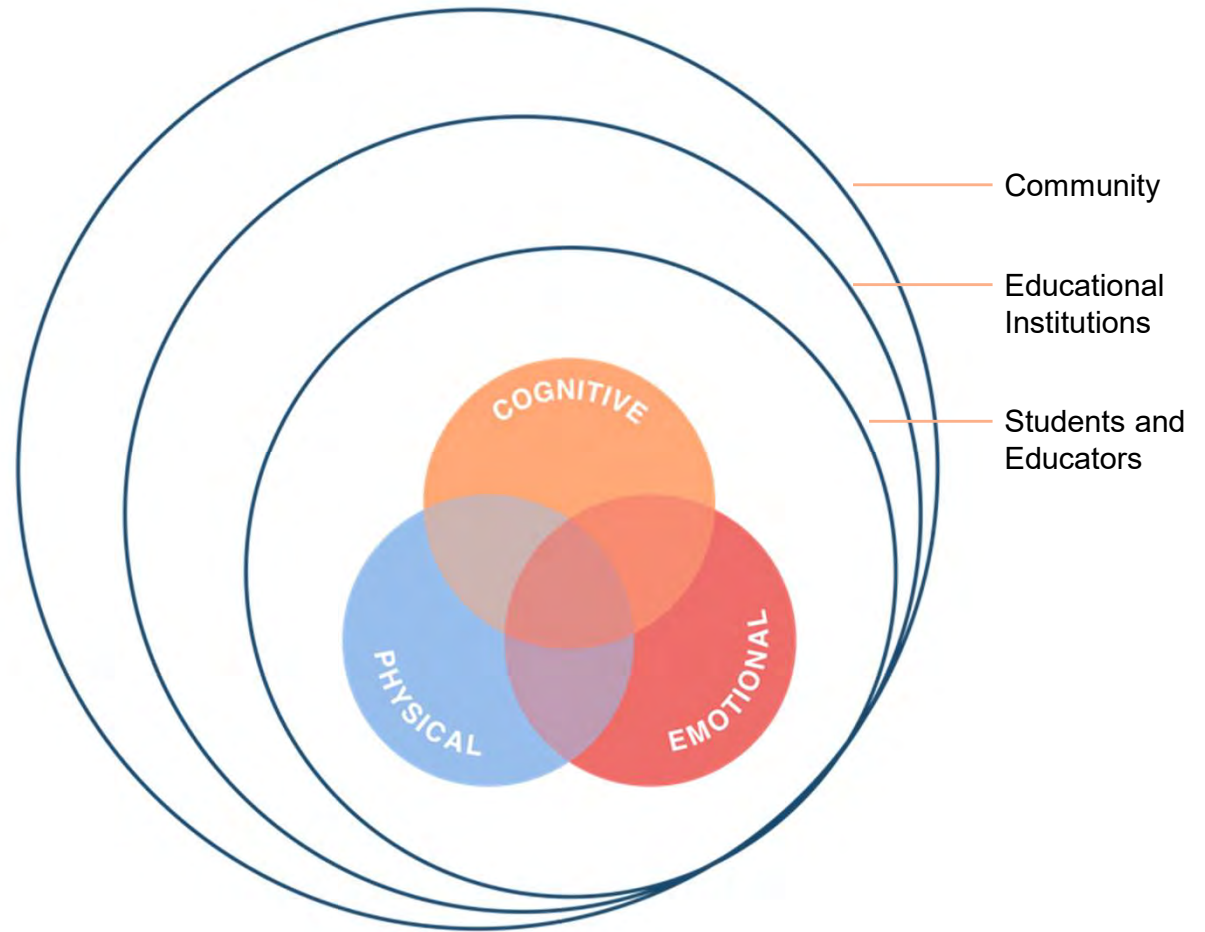 Community
Educational
Institutions
Students and
Educators
COGNITIVE
PHYSICAL
EMOTIONAL